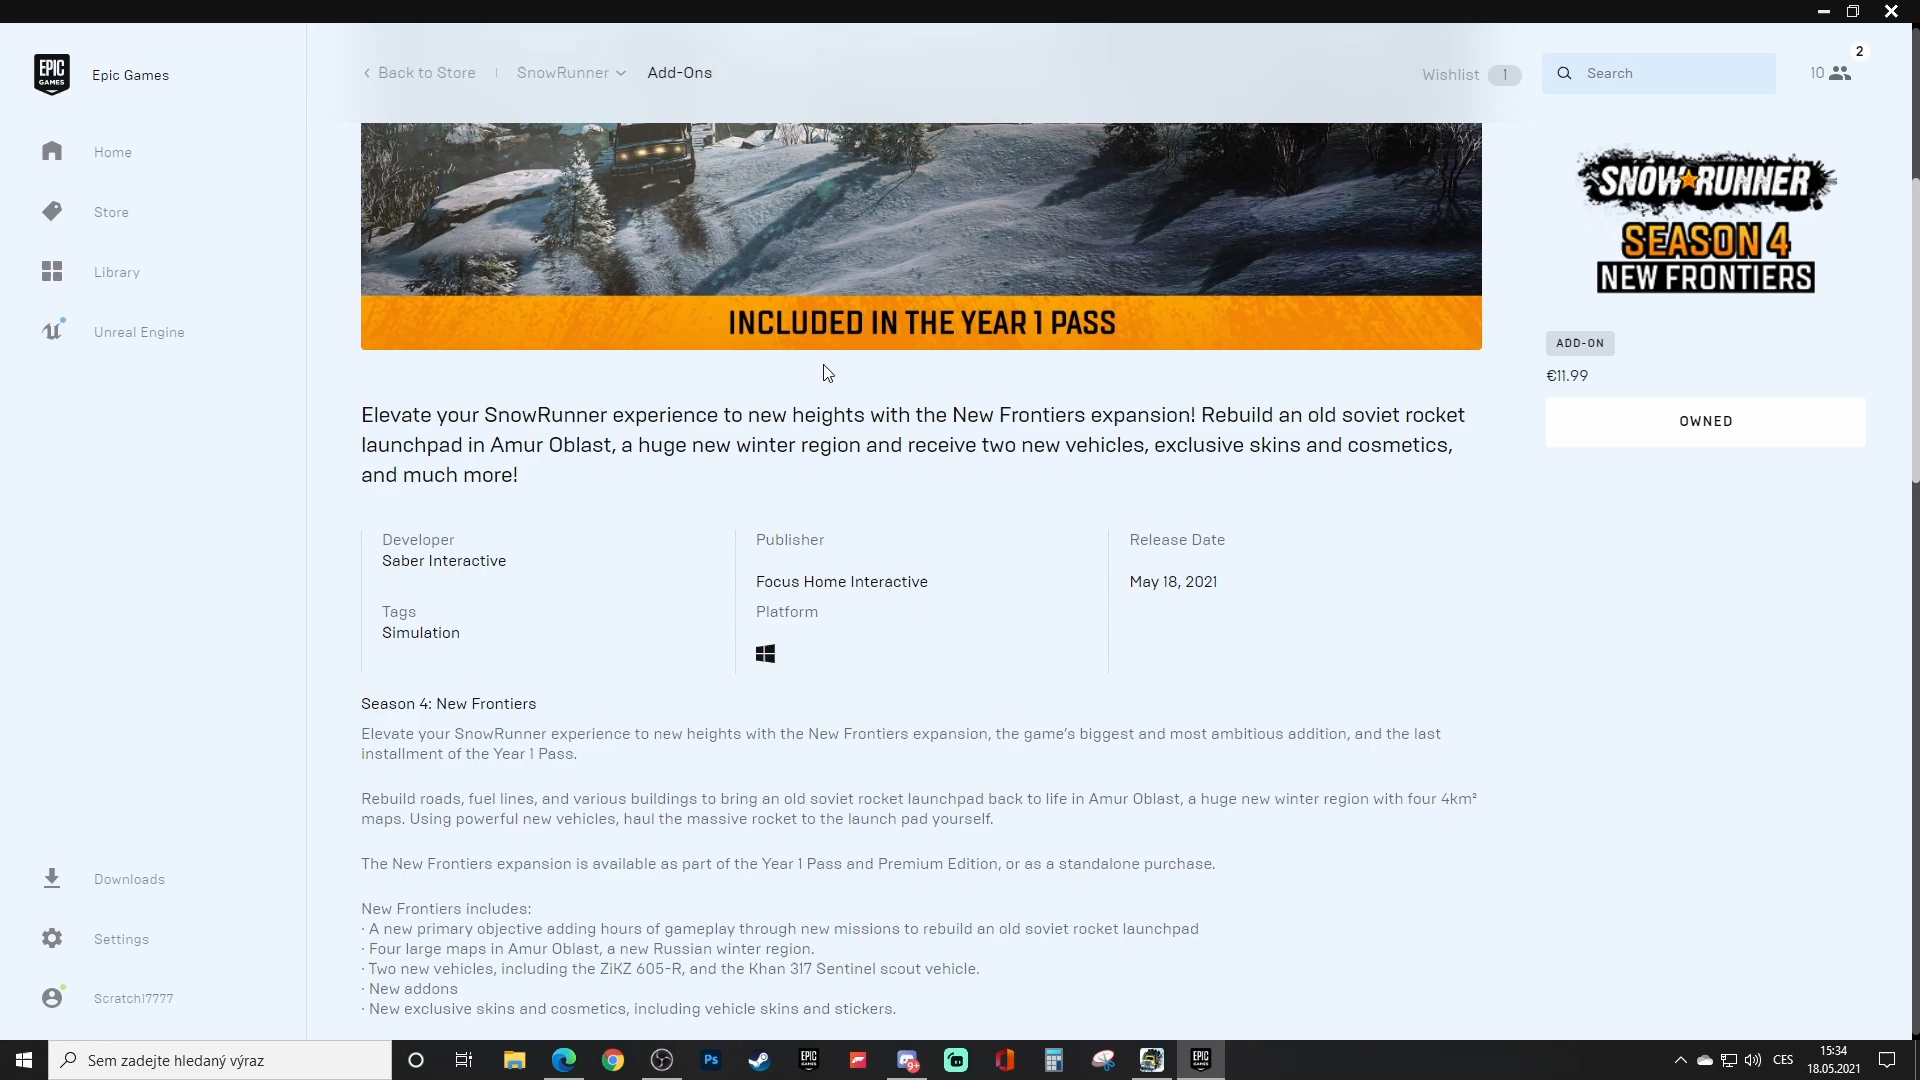 EPIC
GAMES
Epic Games
Home
Store
Library
Unreal Engine
Downloads
Settings
Scratch17777
Back to Store
SnowRunner
Add-Ons
Wishlist 1
Search
10
2
INCLUDED IN THE YEAR 1 PASS
SNOWRUNNER
SEASON 4
NEW FRONTIERS
ADD-ON
€11.99
OWNED
Elevate your SnowRunner experience to new heights with the New Frontiers expansion! Rebuild an old soviet rocket
launchpad in Amur Oblast, a huge new winter region and receive two new vehicles, exclusive skins and cosmetics,
and much more!
Developer
Saber Interactive
Tags
Simulation
Publisher
Focus Home Interactive
Platform
Release Date
May 18, 2021
Season 4: New Frontiers
Elevate your SnowRunner experience to new heights with the New Frontiers expansion, the game's biggest and most ambitious addition, and the last
installment of the Year 1 Pass.
Rebuild roads, fuel lines, and various buildings to bring an old soviet rocket launchpad back to life in Amur Oblast, a huge new winter region with four 4km²
maps. Using powerful new vehicles, haul the massive rocket to the launch pad yourself.
The New Frontiers expansion is available as part of the Year 1 Pass and Premium Edition, or as a standalone purchase.
New Frontiers includes:
· A new primary objective adding hours of gameplay through new missions to rebuild an old soviet rocket launchpad
· Four large maps in Amur Oblast, a new Russian winter region.
· Two new vehicles, including the ZiKZ 605-R, and the Khan 317 Sentinel scout vehicle.
· New addons
· New exclusive skins and cosmetics, including vehicle skins and stickers.
Sem zadejte hledaný výraz
Ps
EPIC
9+
EPIC
CES
15:34
18.05.2021